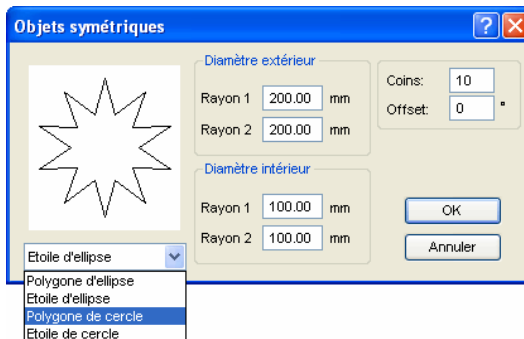 Objets symétriques
Diamètre extérieur
Rayon 1 200.00 mm
Rayon 2 200.00 mm
Coins: 10
Offset: 0 °
Diamètre intérieur
Rayon 1 100.00 mm
Rayon 2 100.00 mm
OK
Annuler
Etoile d'ellipse
Polygone d'ellipse
Etoile d'ellipse
Polygone de cercle
Etoile de cercle